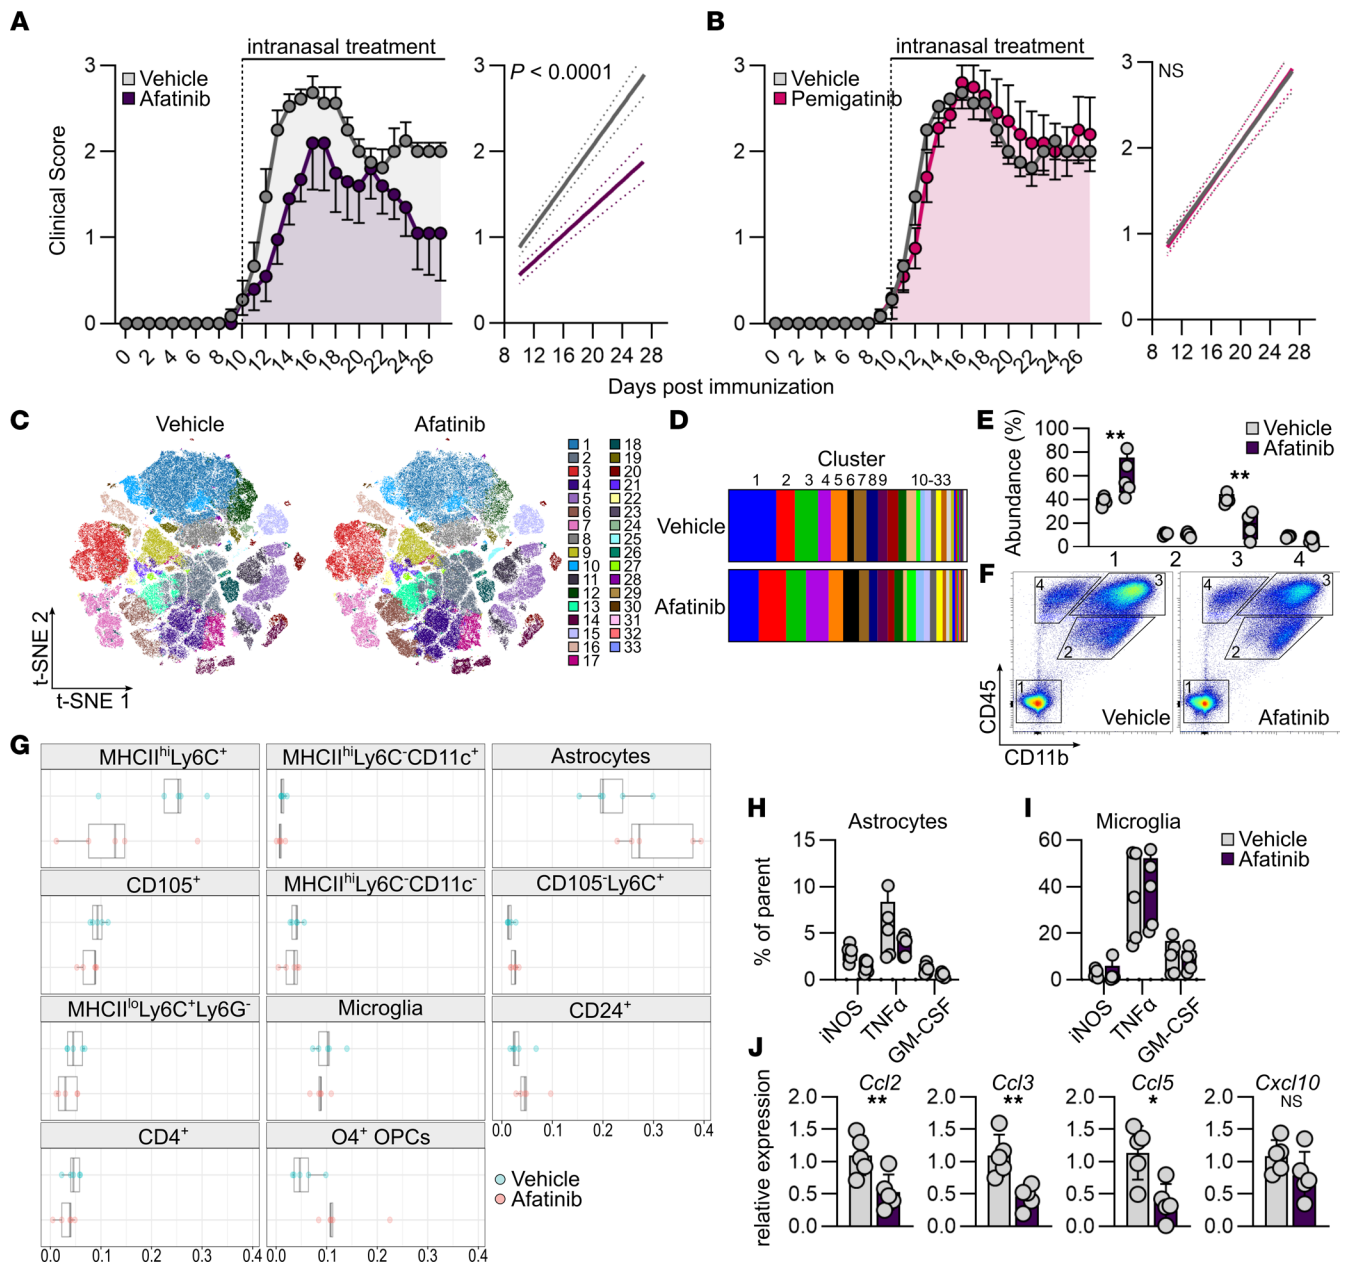 A
intranasal treatment
Vehicle
Afatinib
Clinical Score
3
2
1
0
0 2 4 6 8 10 12 14 16 18 20 22 24 26
P < 0.0001
3
2
1
0
8 12 16 20 24 28
B
intranasal treatment
Vehicle
Pemigatinib
3
2
1
0
0 2 4 6 8 10 12 14 16 18 20 22 24 26
NS
3
2
1
0
8 12 16 20 24 28
Days post immunization
C
Vehicle
Afatinib
t-SNE 2
t-SNE 1
1 18
2 19
3 20
4 21
5 22
6 23
7 24
8 25
9 26
10 27
11 28
12 29
13 30
14 31
15 32
16 33
17
D
Cluster
1 2 3 4 5 6 7 8 9 10-33
Vehicle
Afatinib
E
Abundance (%)
100
80
60
40
20
0
** **
Vehicle
Afatinib
1 2 3 4
F
4 3 2 1
Vehicle
4 3 2 1
Afatinib
CD45
CD11b
G
MHCIIhiLy6C+
MHCIIhiLy6C-CD11c+
Astrocytes
CD105+
MHCIIhiLy6C-CD11c-
CD105-Ly6C+
MHCIIloLy6C+Ly6G-
Microglia
CD24+
0.0 0.1 0.2 0.3 0.4
CD4+
O4+ OPCs
Vehicle
Afatinib
0.0 0.1 0.2 0.3 0.4
0.0 0.1 0.2 0.3 0.4
H
Astrocytes
% of parent
15
10
5
0
iNOS
TNFα
GM-CSF
I
Microglia
60
40
20
0
iNOS
TNFα
GM-CSF
Vehicle
Afatinib
J
relative expression
Ccl2
**
2.0
1.5
1.0
0.5
0.0
Ccl3
**
2.0
1.5
1.0
0.5
0.0
Ccl5
*
2.0
1.5
1.0
0.5
0.0
Cxcl10
NS
2.0
1.5
1.0
0.5
0.0